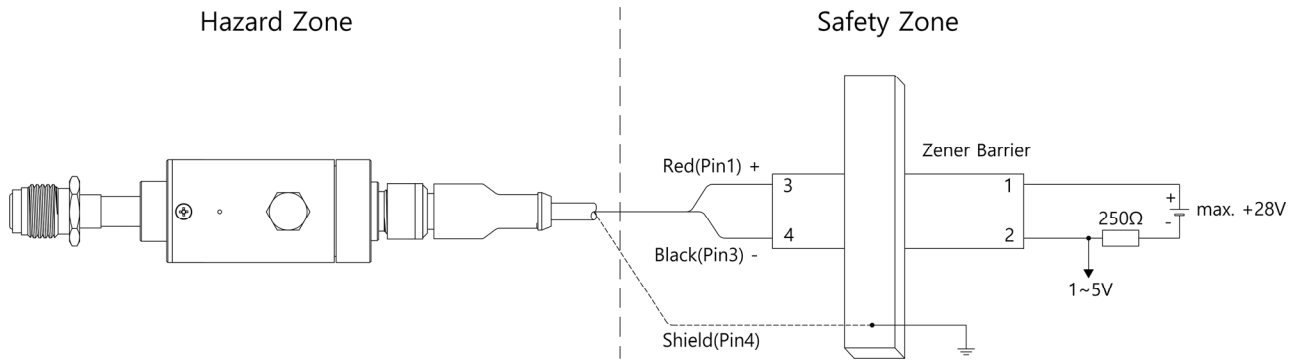 Hazard Zone
Safety Zone
Zener Barrier
Red(Pin1) +
3
1
+
max. +28V
-
250Ω
4
2
Black(Pin3) -
1~5V
Shield(Pin4)